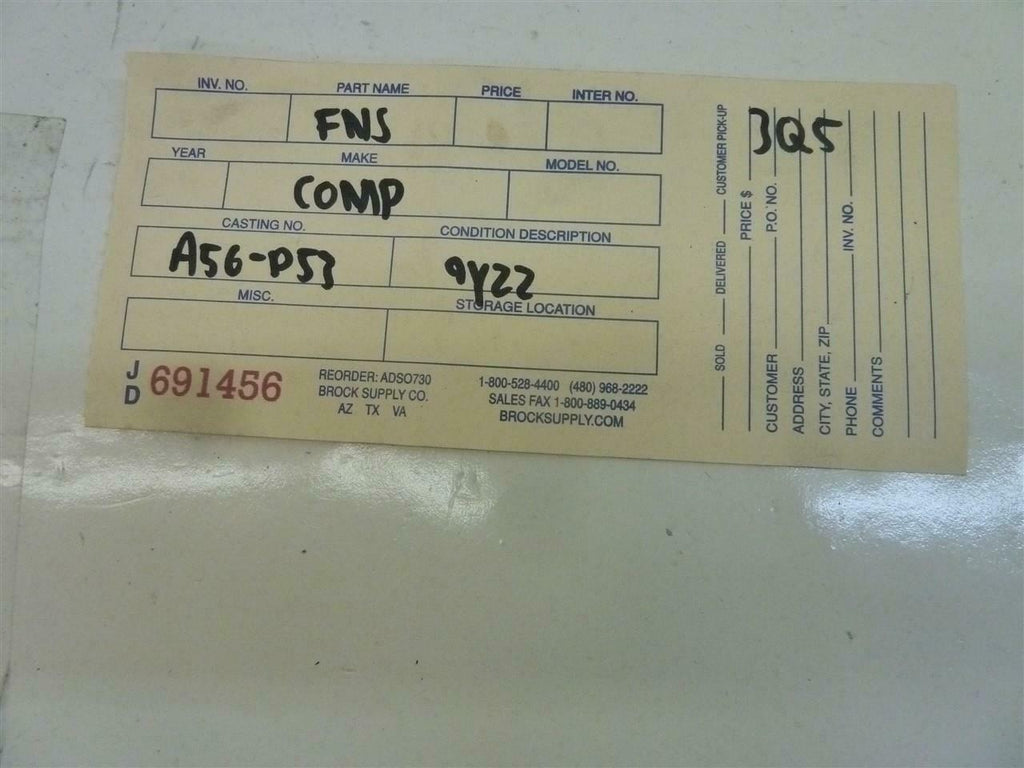 INV. NO. PART NAME PRICE INTER NO.
FNS
YEAR MAKE MODEL NO.
COMP
CASTING NO. CONDITION DESCRIPTION
A56-P53 9Y22
MISC. STORAGE LOCATION
JD 691456
REORDER: ADSO730
BROCK SUPPLY CO.
AZ TX VA
1-800-528-4400 (480) 968-2222
SALES FAX 1-800-889-0434
BROCKSUPPLY.COM
3Q5
SOLD DELIVERED CUSTOMER PICK-UP
PRICE $
CUSTOMER P.O. NO.
ADDRESS
CITY, STATE, ZIP
PHONE INV. NO.
COMMENTS